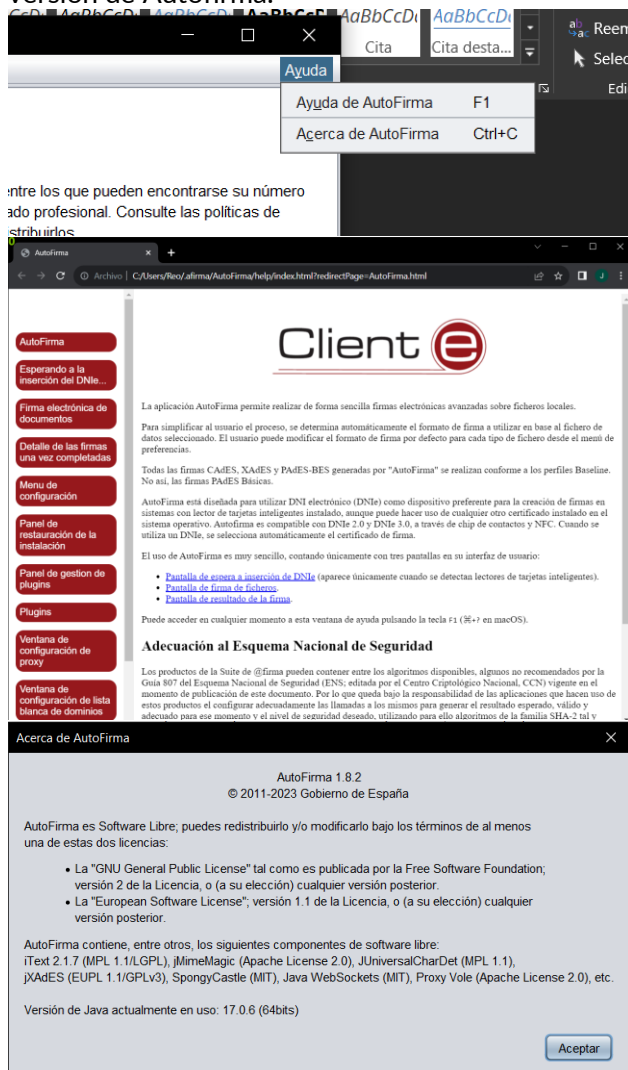 versión de Autofirma.
AaBbCcDc AaBbCcDc
Cita Cita desta...
Reem
Selec
Edi
Ayuda
Ayuda de AutoFirma F1
Acerca de AutoFirma Ctrl+C
entre los que pueden encontrarse su número
ado profesional. Consulte las políticas de
stribuirlos
AutoFirma
Archivo | C:/Users/Reo/.afirma/AutoFirma/help/index.html?redirectPage=AutoFirma.html
J
AutoFirma
Esperando a la
inserción del DNIe...
Firma electrónica de
documentos
Detalle de las firmas
una vez completadas
Menu de
configuración
Panel de
restauración de la
instalación
Panel de gestion de
plugins
Plugins
Ventana de
configuración de
proxy
Ventana de
configuración de lista
blanca de dominios
Client e
La aplicación AutoFirma permite realizar de forma sencilla firmas electrónicas avanzadas sobre ficheros locales.
Para simplificar al usuario el proceso, se determina automáticamente el formato de firma a utilizar en base al fichero de
datos seleccionado. El usuario puede modificar el formato de firma por defecto para cada tipo de fichero desde el menú de
preferencias.
Todas las firmas CAdES, XAdES y PAdES-BES generadas por "AutoFirma" se realizan conforme a los perfiles Baseline.
No así, las firmas PAdES Básicas.
AutoFirma está diseñada para utilizar DNI electrónico (DNIe) como dispositivo preferente para la creación de firmas en
sistemas con lector de tarjetas inteligentes instalado, aunque puede hacer uso de cualquier otro certificado instalado en el
sistema operativo. Autofirma es compatible con DNIe 2.0 y DNIe 3.0, a través de chip de contactos y NFC. Cuando se
utiliza un DNIe, se selecciona automáticamente el certificado de firma.
El uso de AutoFirma es muy sencillo, contando únicamente con tres pantallas en su interfaz de usuario:
• Pantalla de espera a inserción de DNIe (aparece únicamente cuando se detectan lectores de tarjetas inteligentes).
• Pantalla de firma de ficheros.
• Pantalla de resultado de la firma.
Puede acceder en cualquier momento a esta ventana de ayuda pulsando la tecla F1 (⌘+? en macOS).
Adecuación al Esquema Nacional de Seguridad
Los productos de la Suite de @firma pueden contener entre los algoritmos disponibles, algunos no recomendados por la
Guía 807 del Esquema Nacional de Seguridad (ENS; editada por el Centro Criptológico Nacional, CCN) vigente en el
momento de publicación de este documento. Por lo que queda bajo la responsabilidad de las aplicaciones que hacen uso de
estos productos el configurar adecuadamente las llamadas a los mismos para generar el resultado esperado, válido y
adecuado para ese momento y el nivel de seguridad deseado, utilizando para ello algoritmos de la familia SHA-2 tal y
Acerca de AutoFirma
AutoFirma 1.8.2
© 2011-2023 Gobierno de España
AutoFirma es Software Libre; puedes redistribuirlo y/o modificarlo bajo los términos de al menos
una de estas dos licencias:
• La "GNU General Public License" tal como es publicada por la Free Software Foundation;
versión 2 de la Licencia, o (a su elección) cualquier versión posterior.
• La "European Software License"; versión 1.1 de la Licencia, o (a su elección) cualquier
versión posterior.
AutoFirma contiene, entre otros, los siguientes componentes de software libre:
iText 2.1.7 (MPL 1.1/LGPL), jMimeMagic (Apache License 2.0), JUniversalCharDet (MPL 1.1),
jXAdES (EUPL 1.1/GPLv3), SpongyCastle (MIT), Java WebSockets (MIT), Proxy Vole (Apache License 2.0), etc.
Versión de Java actualmente en uso: 17.0.6 (64bits)
Aceptar